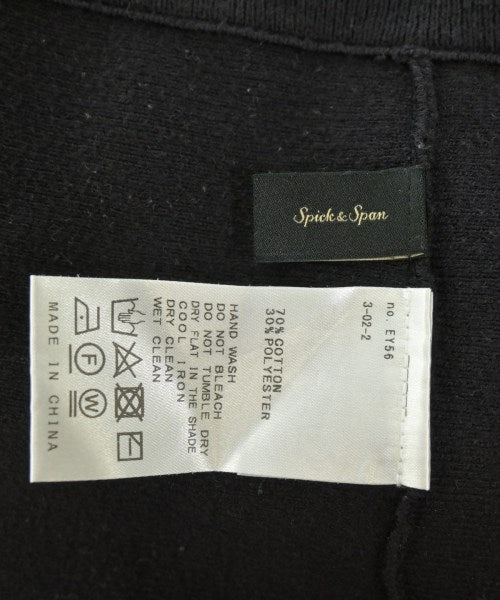 Spick & Span
no. EY56
3-02-2
70% COTTON
30% POLYESTER
HAND WASH
DO NOT BLEACH
DO NOT TUMBLE DRY
DRY FLAT IN THE SHADE
COOL IRON
DRY CLEAN
WET CLEAN
F
W
MADE IN CHINA